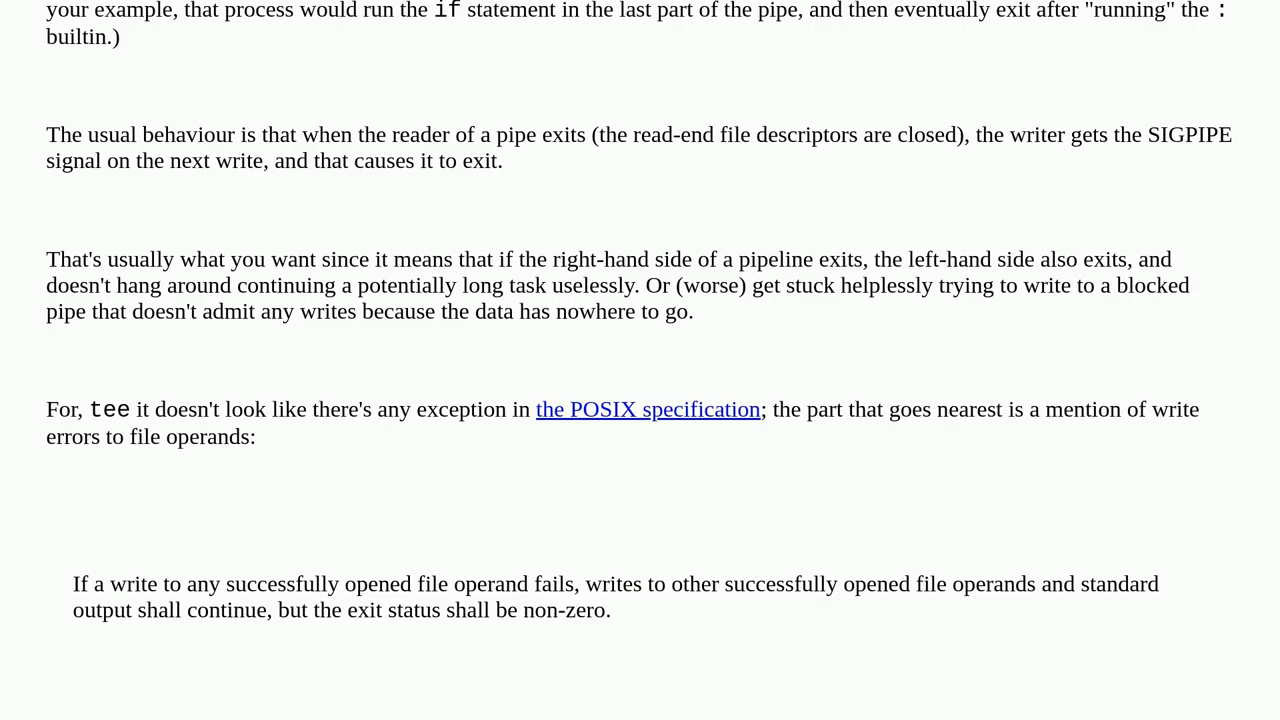 your example, that process would run the if statement in the last part of the pipe, and then eventually exit after "running" the :
builtin.)
The usual behaviour is that when the reader of a pipe exits (the read-end file descriptors are closed), the writer gets the SIGPIPE
signal on the next write, and that causes it to exit.
That's usually what you want since it means that if the right-hand side of a pipeline exits, the left-hand side also exits, and
doesn't hang around continuing a potentially long task uselessly. Or (worse) get stuck helplessly trying to write to a blocked
pipe that doesn't admit any writes because the data has nowhere to go.
For, tee it doesn't look like there's any exception in the POSIX specification; the part that goes nearest is a mention of write
errors to file operands:
If a write to any successfully opened file operand fails, writes to other successfully opened file operands and standard
output shall continue, but the exit status shall be non-zero.